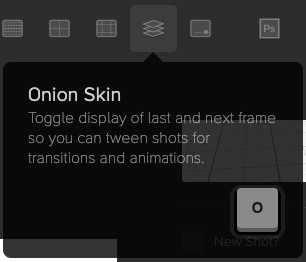 Ps
Onion Skin
Toggle display of last and next frame
so you can tween shots for
transitions and animations.
O
New Shot?